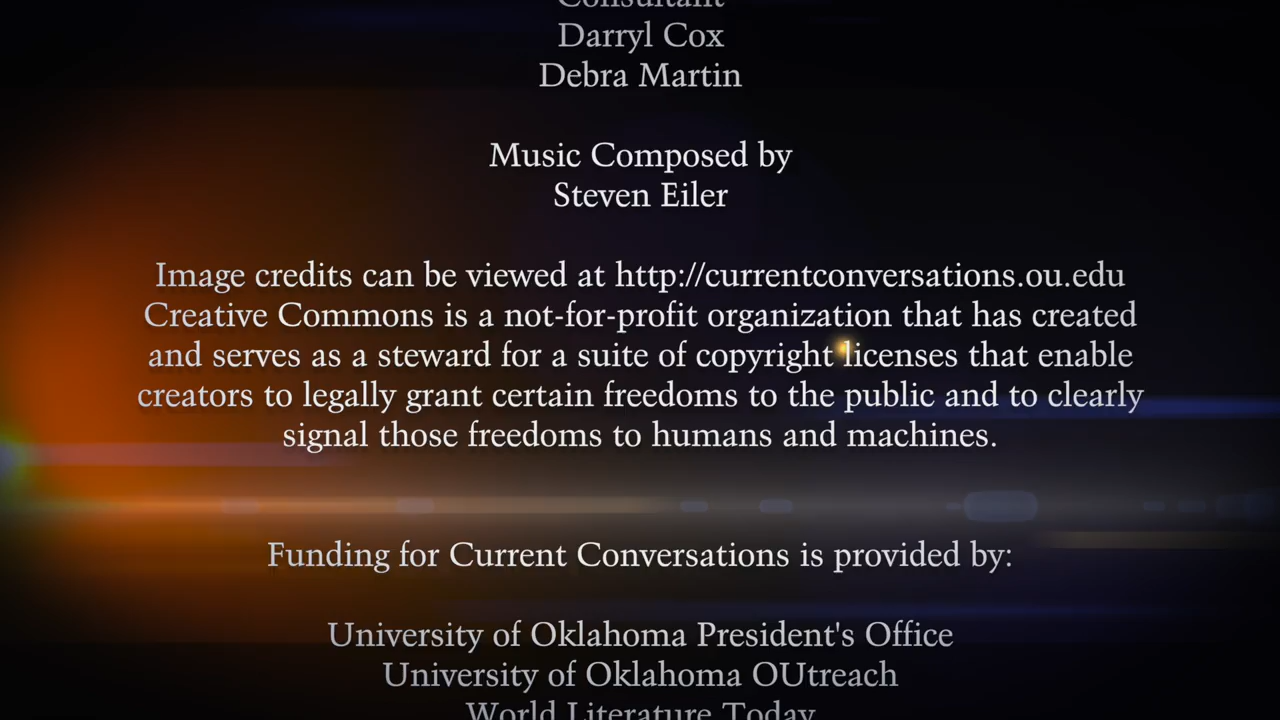 Consultant
Darryl Cox
Debra Martin
Music Composed by
Steven Eiler
Image credits can be viewed at http://currentconversations.ou.edu
Creative Commons is a not-for-profit organization that has created
and serves as a steward for a suite of copyright licenses that enable
creators to legally grant certain freedoms to the public and to clearly
signal those freedoms to humans and machines.
Funding for Current Conversations is provided by:
University of Oklahoma President's Office
University of Oklahoma OUtreach
World Literature Today